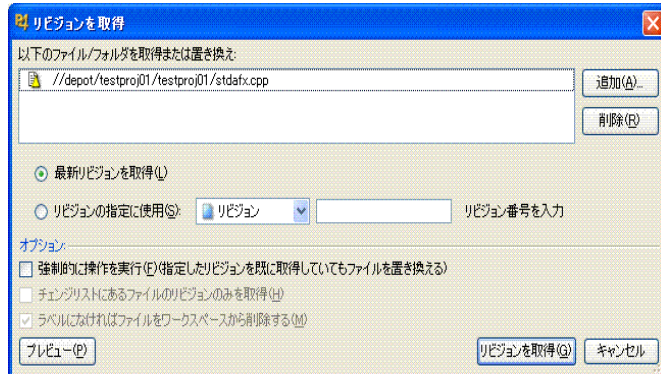 リビジョンを取得
以下のファイル/フォルダを取得または置き換え:
//depot/testproj01/testproj01/stdafx.cpp
追加(A)...
削除(R)
最新リビジョンを取得(L)
リビジョンの指定に使用(S): リビジョン リビジョン番号を入力
オプション:
強制的に操作を実行(F)(指定したリビジョンを既に取得していてもファイルを置き換える)
チェンジリストにあるファイルのリビジョンのみを取得(H)
ラベルになければファイルをワークスペースから削除する(M)
プレビュー(P) リビジョンを取得(G) キャンセル